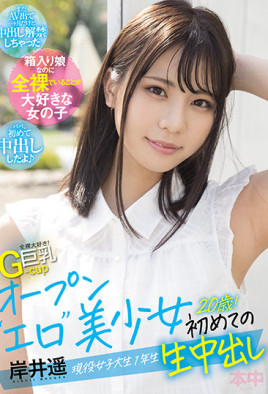 AV出て
中出し解禁
しちゃった
箱入り娘
なのに
全裸でいることが
大好きな
女の子
初めて
中出し
したよ♪
全裸大好き!
G-cup
巨乳
オープン
"エロ"美少女
20歳!
初めての
生中出し
岸井遥
現役女子大生1年生
本中